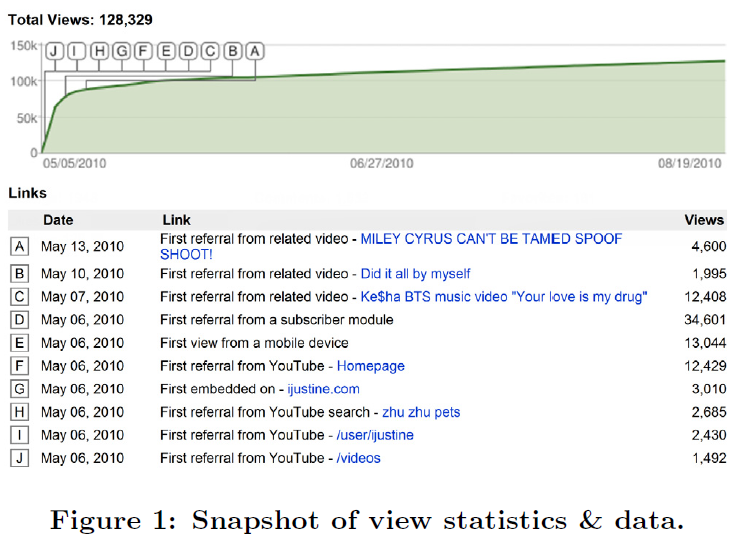 Total Views: 128,329
150k
J I H G F E D C B A
100k
50k
0
05/05/2010 06/27/2010 08/19/2010
Links
Date Link Views
A May 13, 2010 First referral from related video - MILEY CYRUS CAN'T BE TAMED SPOOF SHOOT! 4,600
B May 10, 2010 First referral from related video - Did it all by myself 1,995
C May 07, 2010 First referral from related video - Ke$ha BTS music video "Your love is my drug" 12,408
D May 06, 2010 First referral from a subscriber module 34,601
E May 06, 2010 First view from a mobile device 13,044
F May 06, 2010 First referral from YouTube - Homepage 12,429
G May 06, 2010 First embedded on - ijustine.com 3,010
H May 06, 2010 First referral from YouTube search - zhu zhu pets 2,685
I May 06, 2010 First referral from YouTube - /user/ijustine 2,430
J May 06, 2010 First referral from YouTube - /videos 1,492
Figure 1: Snapshot of view statistics & data.